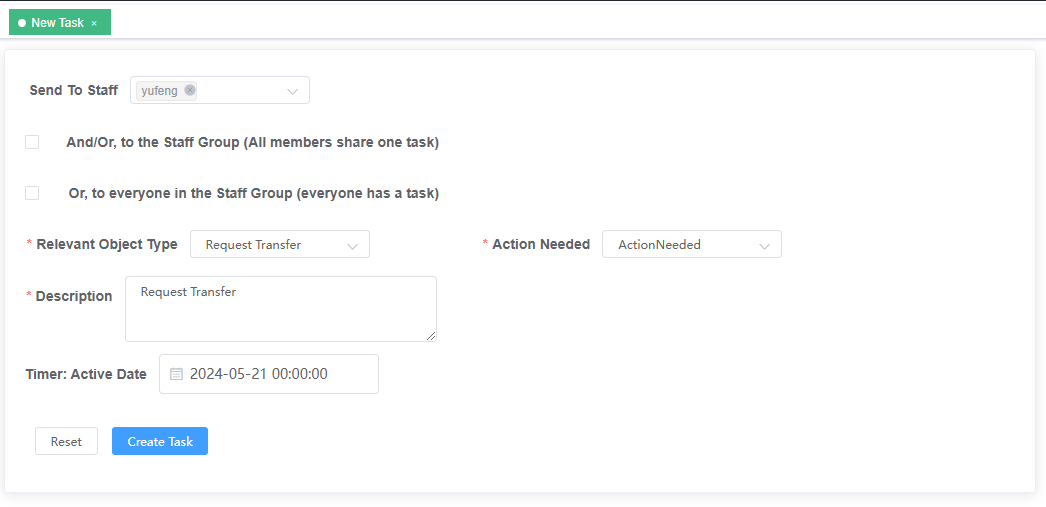 New Task ×
Send To Staff yufeng
And/Or, to the Staff Group (All members share one task)
Or, to everyone in the Staff Group (everyone has a task)
* Relevant Object Type Request Transfer * Action Needed ActionNeeded
* Description Request Transfer
Timer: Active Date 2024-05-21 00:00:00
Reset Create Task